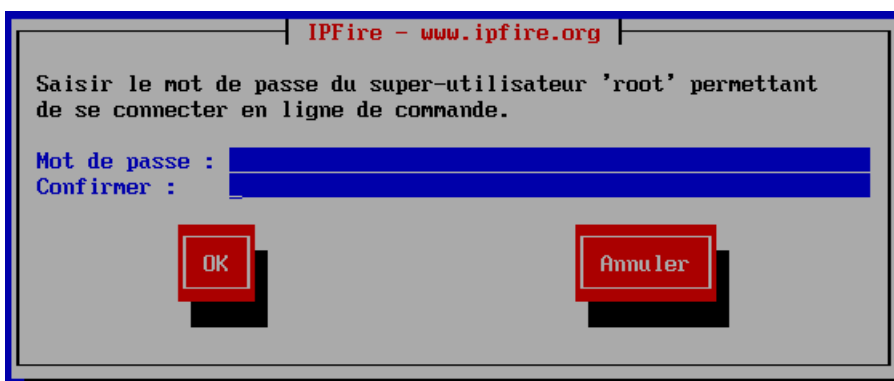 IPFire - www.ipfire.org
Saisir le mot de passe du super-utilisateur 'root' permettant
de se connecter en ligne de commande.
Mot de passe :
Confirmer :
OK
Annuler